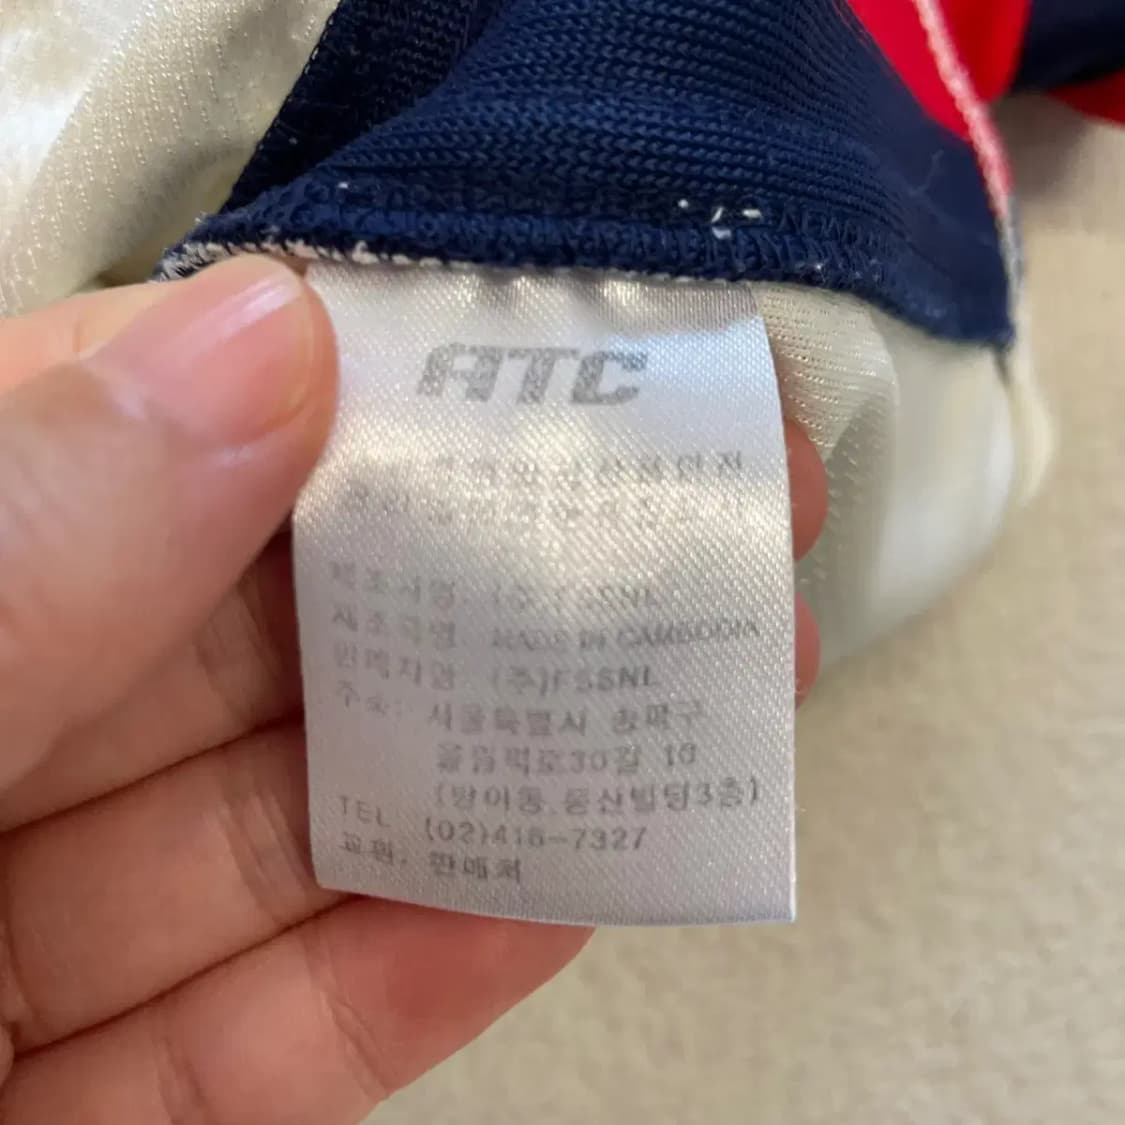 ATC
제조자명: (주)FSSNL
제조국명: MADE IN CAMBODIA
판매자명: (주)FSSNL
주소: 서울특별시 송파구
올림픽로30길 16
(방이동, 동산빌딩3층)
TEL (02)416-7327
교환: 판매처